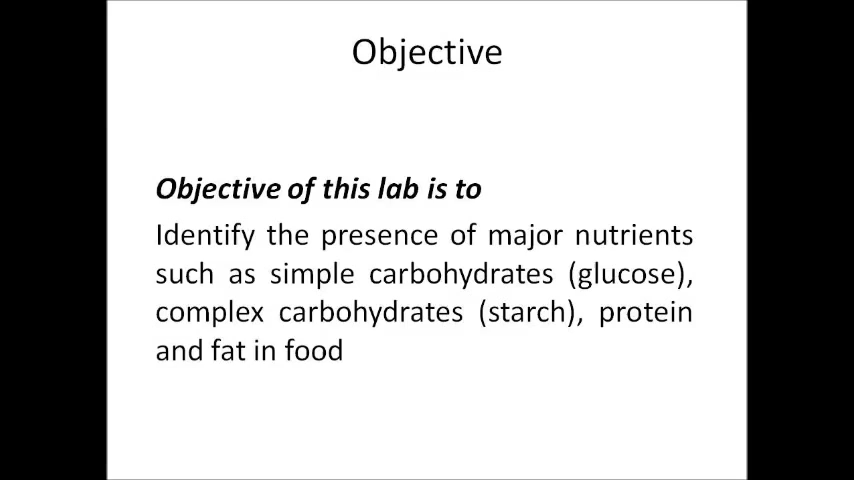 Objective
Objective of this lab is to
Identify the presence of major nutrients
such as simple carbohydrates (glucose),
complex carbohydrates (starch), protein
and fat in food